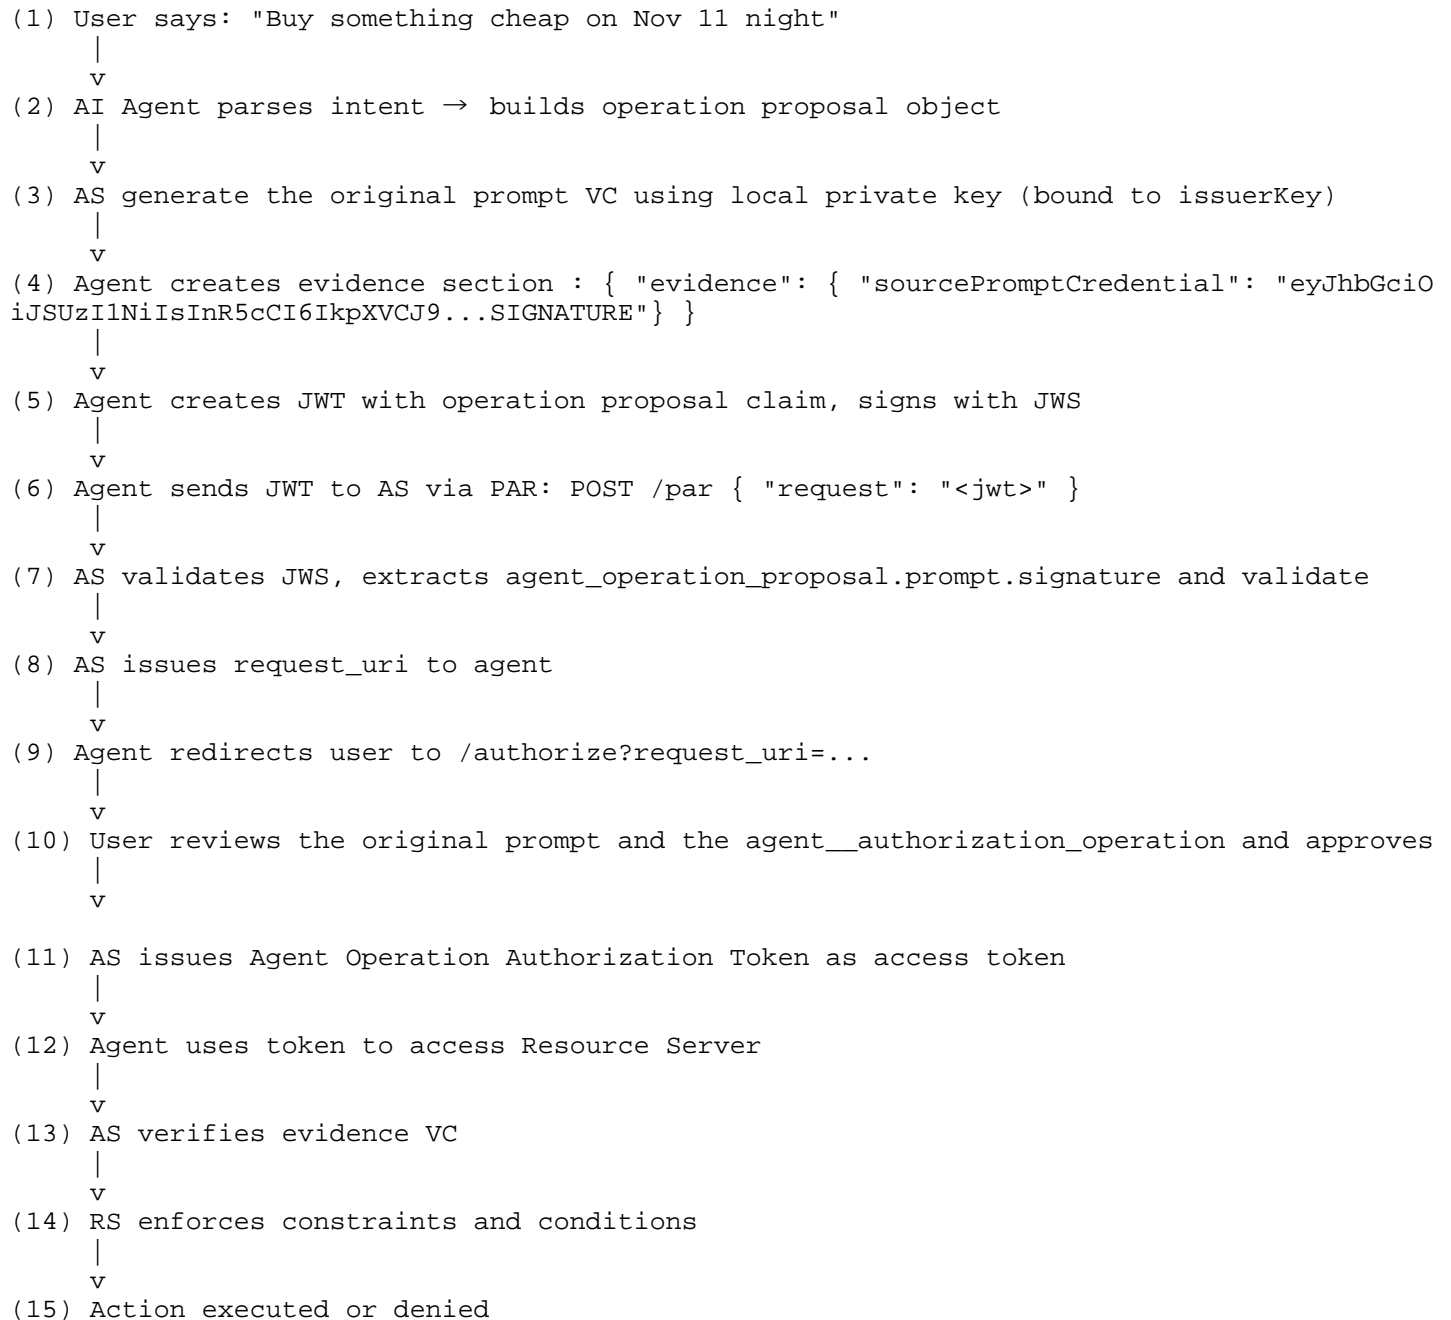 (1) User says: "Buy something cheap on Nov 11 night"
|
v
(2) AI Agent parses intent → builds operation proposal object
|
v
(3) AS generate the original prompt VC using local private key (bound to issuerKey)
|
v
(4) Agent creates evidence section : { "evidence": { "sourcePromptCredential": "eyJhbGciO
iJSUzI1NiIsInR5cCI6IkpXVCJ9...SIGNATURE"} }
|
v
(5) Agent creates JWT with operation proposal claim, signs with JWS
|
v
(6) Agent sends JWT to AS via PAR: POST /par { "request": "<jwt>" }
|
v
(7) AS validates JWS, extracts agent_operation_proposal.prompt.signature and validate
|
v
(8) AS issues request_uri to agent
|
v
(9) Agent redirects user to /authorize?request_uri=...
|
v
(10) User reviews the original prompt and the agent__authorization_operation and approves
|
v
(11) AS issues Agent Operation Authorization Token as access token
|
v
(12) Agent uses token to access Resource Server
|
v
(13) AS verifies evidence VC
|
v
(14) RS enforces constraints and conditions
|
v
(15) Action executed or denied